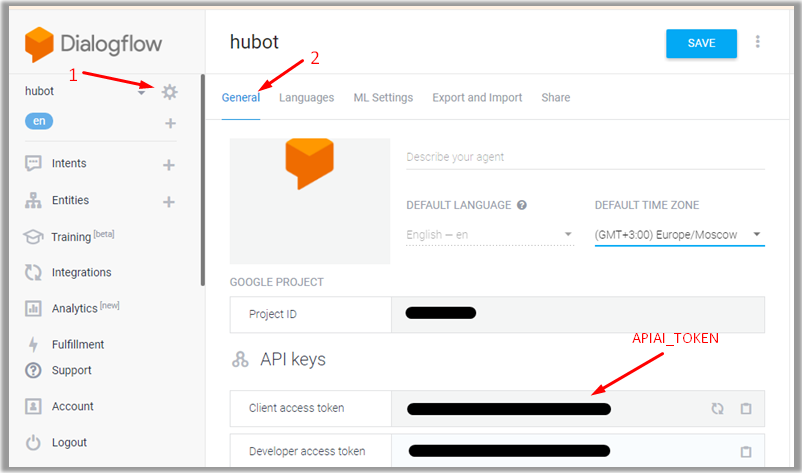 Dialogflow
1
hubot
en
Intents
Entities
Training [beta]
Integrations
Analytics [new]
Fulfillment
Support
Account
Logout
hubot
SAVE
2
General Languages ML Settings Export and Import Share
Describe your agent
DEFAULT LANGUAGE ? DEFAULT TIME ZONE
English — en (GMT+3:00) Europe/Moscow
GOOGLE PROJECT
Project ID
APIAI_TOKEN
API keys
Client access token
Developer access token